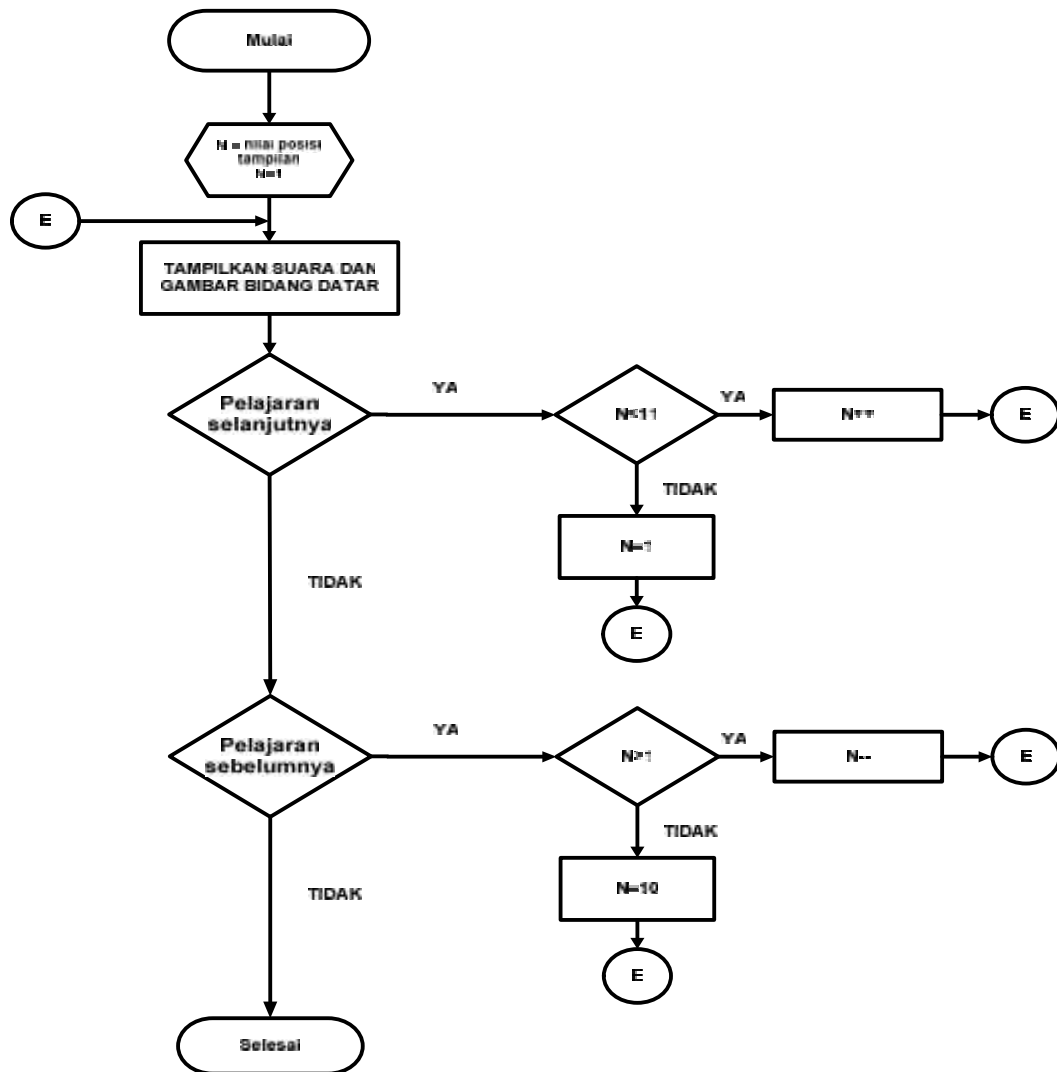 Mulai
N = nilai posisi
tampilan
N=1
E
TAMPILKAN SUARA DAN
GAMBAR BIDANG DATAR
Pelajaran
selanjutnya
YA
N<11
YA
N++
E
TIDAK
N=1
E
TIDAK
Pelajaran
sebelumnya
YA
N>1
YA
N--
E
TIDAK
N=10
E
TIDAK
Selesai